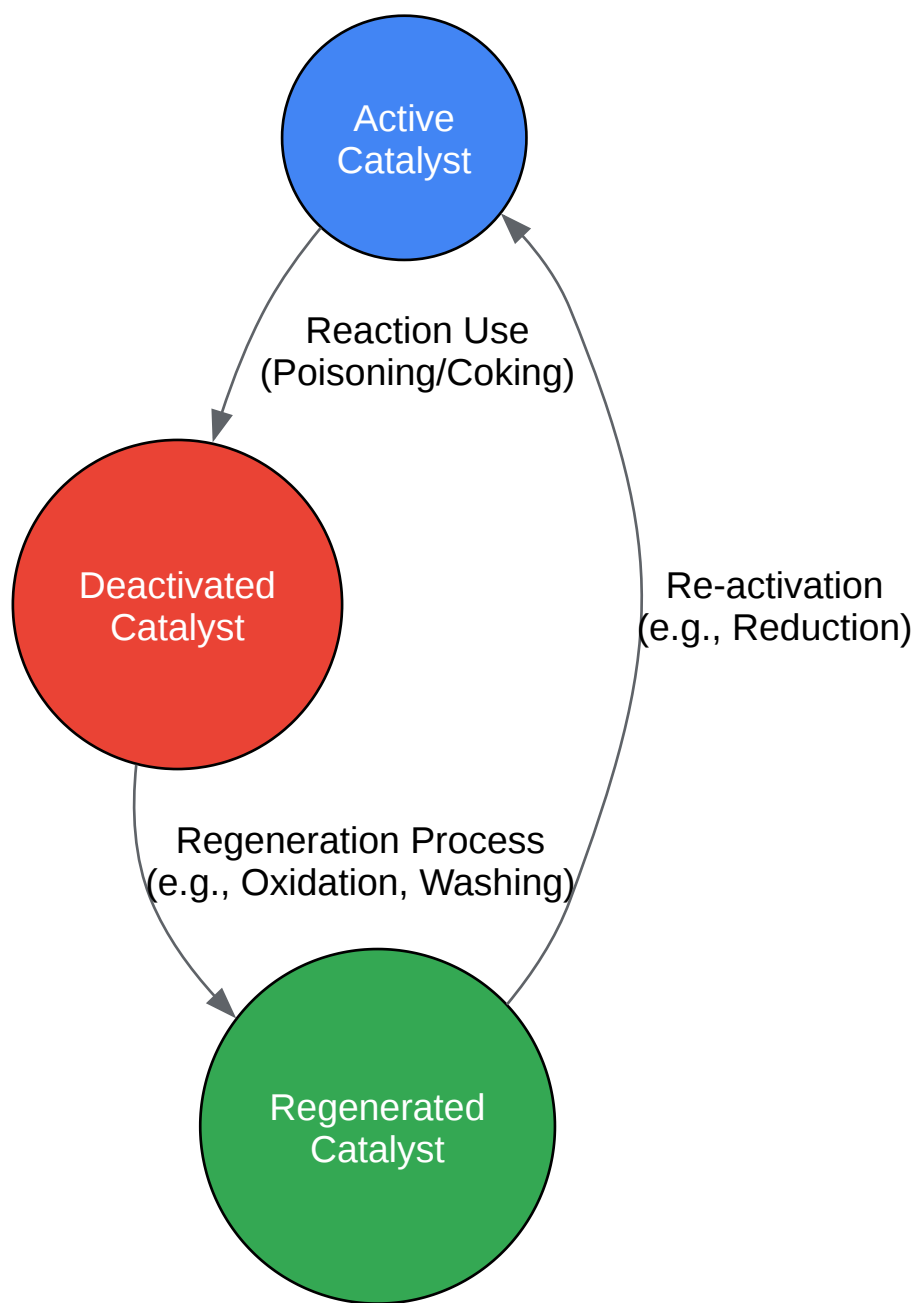 Active
Catalyst
Reaction Use
(Poisoning/Coking)
Deactivated
Catalyst
Re-activation
(e.g., Reduction)
Regeneration Process
(e.g., Oxidation, Washing)
Regenerated
Catalyst